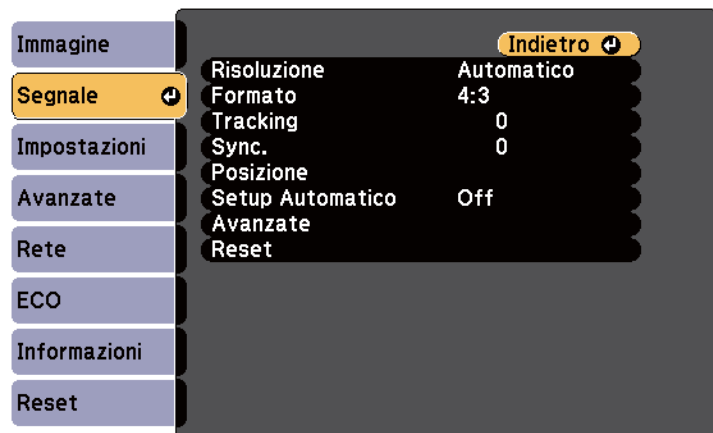 Immagine
Segnale
Impostazioni
Avanzate
Rete
ECO
Informazioni
Reset
Indietro
Risoluzione Automatico
Formato 4:3
Tracking 0
Sync. 0
Posizione
Setup Automatico Off
Avanzate
Reset